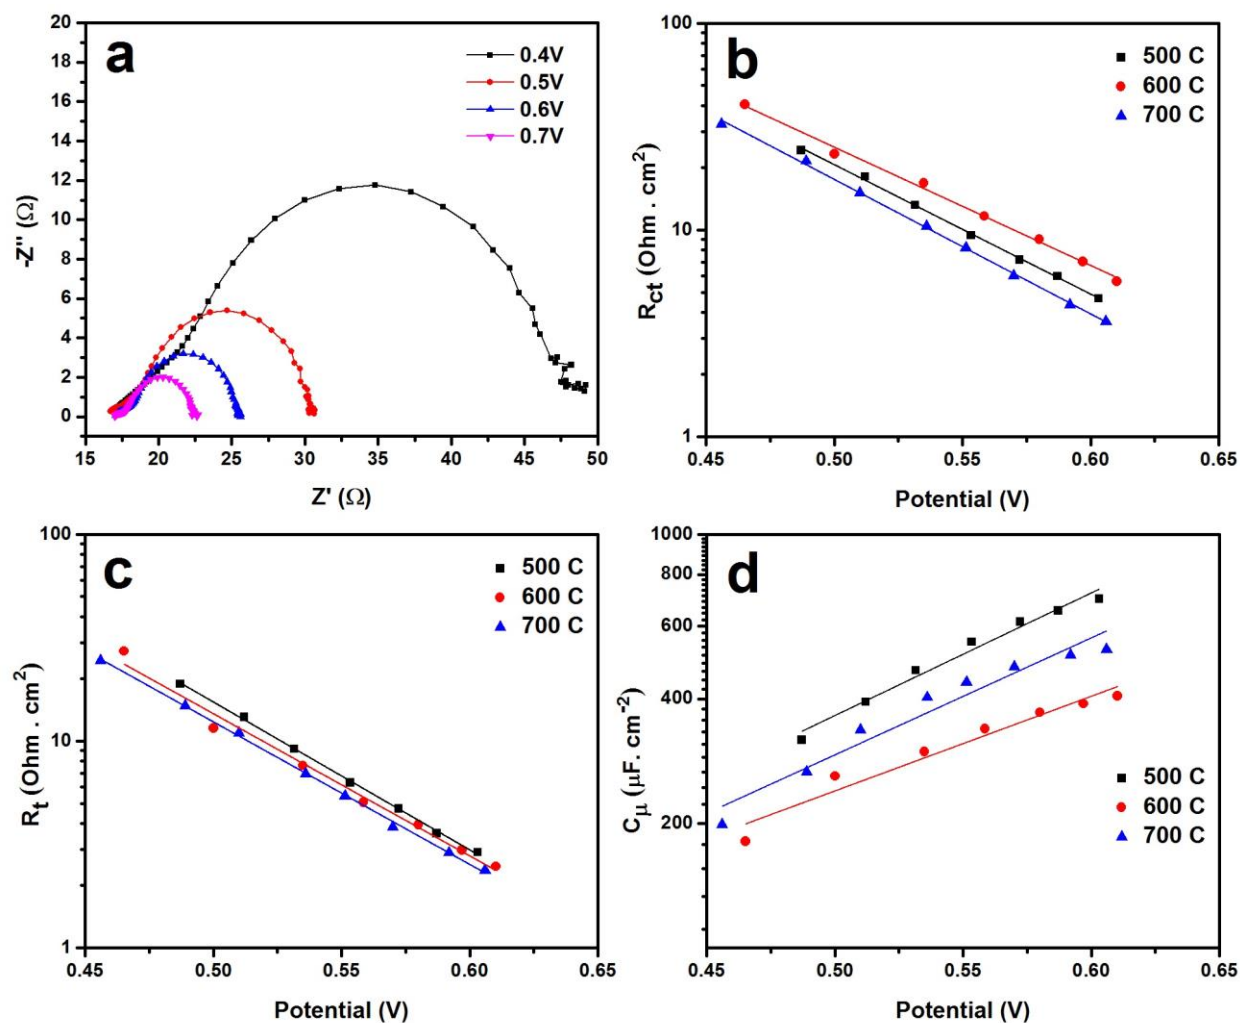 a
0.4V
0.5V
0.6V
0.7V
20
18
16
14
12
10
8
6
4
2
0
-Z'' (Ω)
15 20 25 30 35 40 45 50
Z' (Ω)
b
500 C
600 C
700 C
100
10
1
Rct (Ohm . cm2)
0.45 0.50 0.55 0.60 0.65
Potential (V)
c
500 C
600 C
700 C
100
10
1
Rt (Ohm . cm2)
0.45 0.50 0.55 0.60 0.65
Potential (V)
d
1000
800
600
400
200
Cμ (μF. cm-2)
500 C
600 C
700 C
0.45 0.50 0.55 0.60 0.65
Potential (V)